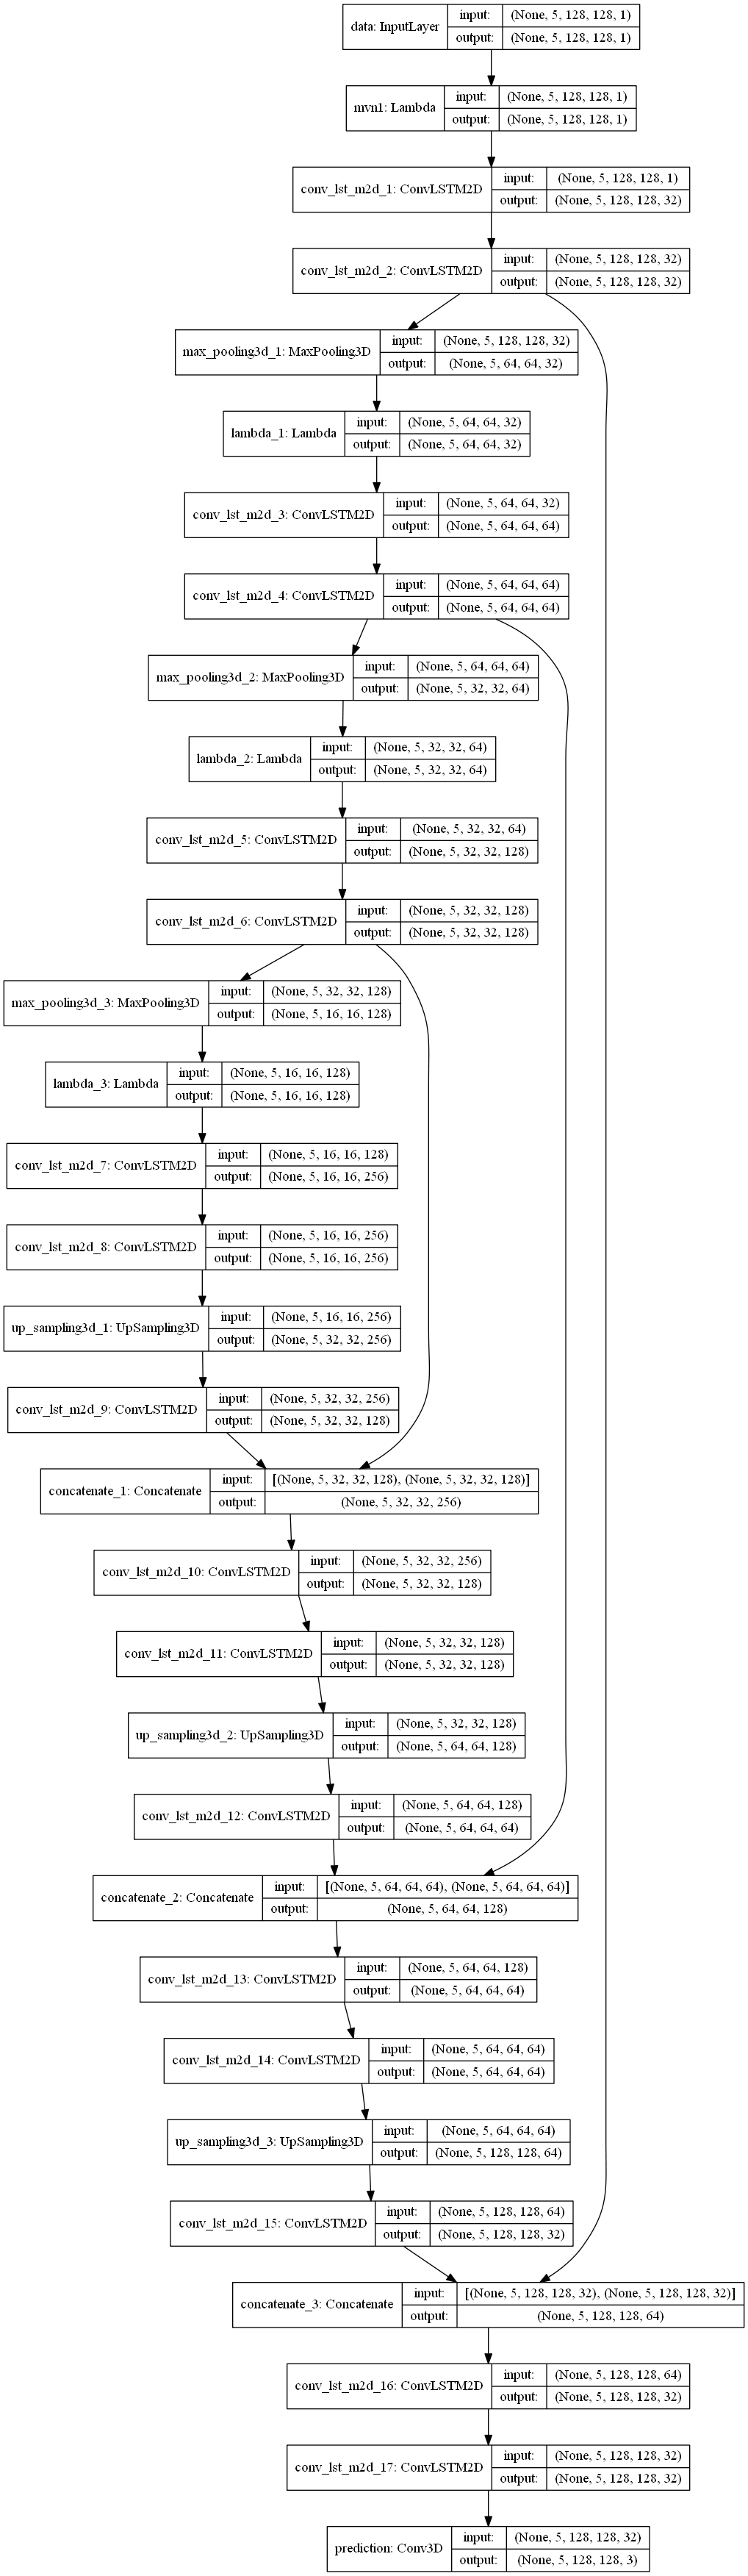 data: InputLayer
input: (None, 5, 128, 128, 1)
output: (None, 5, 128, 128, 1)
mvn1: Lambda
input: (None, 5, 128, 128, 1)
output: (None, 5, 128, 128, 1)
conv_lst_m2d_1: ConvLSTM2D
input: (None, 5, 128, 128, 1)
output: (None, 5, 128, 128, 32)
conv_lst_m2d_2: ConvLSTM2D
input: (None, 5, 128, 128, 32)
output: (None, 5, 128, 128, 32)
max_pooling3d_1: MaxPooling3D
input: (None, 5, 128, 128, 32)
output: (None, 5, 64, 64, 32)
lambda_1: Lambda
input: (None, 5, 64, 64, 32)
output: (None, 5, 64, 64, 32)
conv_lst_m2d_3: ConvLSTM2D
input: (None, 5, 64, 64, 32)
output: (None, 5, 64, 64, 64)
conv_lst_m2d_4: ConvLSTM2D
input: (None, 5, 64, 64, 64)
output: (None, 5, 64, 64, 64)
max_pooling3d_2: MaxPooling3D
input: (None, 5, 64, 64, 64)
output: (None, 5, 32, 32, 64)
lambda_2: Lambda
input: (None, 5, 32, 32, 64)
output: (None, 5, 32, 32, 64)
conv_lst_m2d_5: ConvLSTM2D
input: (None, 5, 32, 32, 64)
output: (None, 5, 32, 32, 128)
conv_lst_m2d_6: ConvLSTM2D
input: (None, 5, 32, 32, 128)
output: (None, 5, 32, 32, 128)
max_pooling3d_3: MaxPooling3D
input: (None, 5, 32, 32, 128)
output: (None, 5, 16, 16, 128)
lambda_3: Lambda
input: (None, 5, 16, 16, 128)
output: (None, 5, 16, 16, 128)
conv_lst_m2d_7: ConvLSTM2D
input: (None, 5, 16, 16, 128)
output: (None, 5, 16, 16, 256)
conv_lst_m2d_8: ConvLSTM2D
input: (None, 5, 16, 16, 256)
output: (None, 5, 16, 16, 256)
up_sampling3d_1: UpSampling3D
input: (None, 5, 16, 16, 256)
output: (None, 5, 32, 32, 256)
conv_lst_m2d_9: ConvLSTM2D
input: (None, 5, 32, 32, 256)
output: (None, 5, 32, 32, 128)
concatenate_1: Concatenate
input: [(None, 5, 32, 32, 128), (None, 5, 32, 32, 128)]
output: (None, 5, 32, 32, 256)
conv_lst_m2d_10: ConvLSTM2D
input: (None, 5, 32, 32, 256)
output: (None, 5, 32, 32, 128)
conv_lst_m2d_11: ConvLSTM2D
input: (None, 5, 32, 32, 128)
output: (None, 5, 32, 32, 128)
up_sampling3d_2: UpSampling3D
input: (None, 5, 32, 32, 128)
output: (None, 5, 64, 64, 128)
conv_lst_m2d_12: ConvLSTM2D
input: (None, 5, 64, 64, 128)
output: (None, 5, 64, 64, 64)
concatenate_2: Concatenate
input: [(None, 5, 64, 64, 64), (None, 5, 64, 64, 64)]
output: (None, 5, 64, 64, 128)
conv_lst_m2d_13: ConvLSTM2D
input: (None, 5, 64, 64, 128)
output: (None, 5, 64, 64, 64)
conv_lst_m2d_14: ConvLSTM2D
input: (None, 5, 64, 64, 64)
output: (None, 5, 64, 64, 64)
up_sampling3d_3: UpSampling3D
input: (None, 5, 64, 64, 64)
output: (None, 5, 128, 128, 64)
conv_lst_m2d_15: ConvLSTM2D
input: (None, 5, 128, 128, 64)
output: (None, 5, 128, 128, 32)
concatenate_3: Concatenate
input: [(None, 5, 128, 128, 32), (None, 5, 128, 128, 32)]
output: (None, 5, 128, 128, 64)
conv_lst_m2d_16: ConvLSTM2D
input: (None, 5, 128, 128, 64)
output: (None, 5, 128, 128, 32)
conv_lst_m2d_17: ConvLSTM2D
input: (None, 5, 128, 128, 32)
output: (None, 5, 128, 128, 32)
prediction: Conv3D
input: (None, 5, 128, 128, 32)
output: (None, 5, 128, 128, 3)